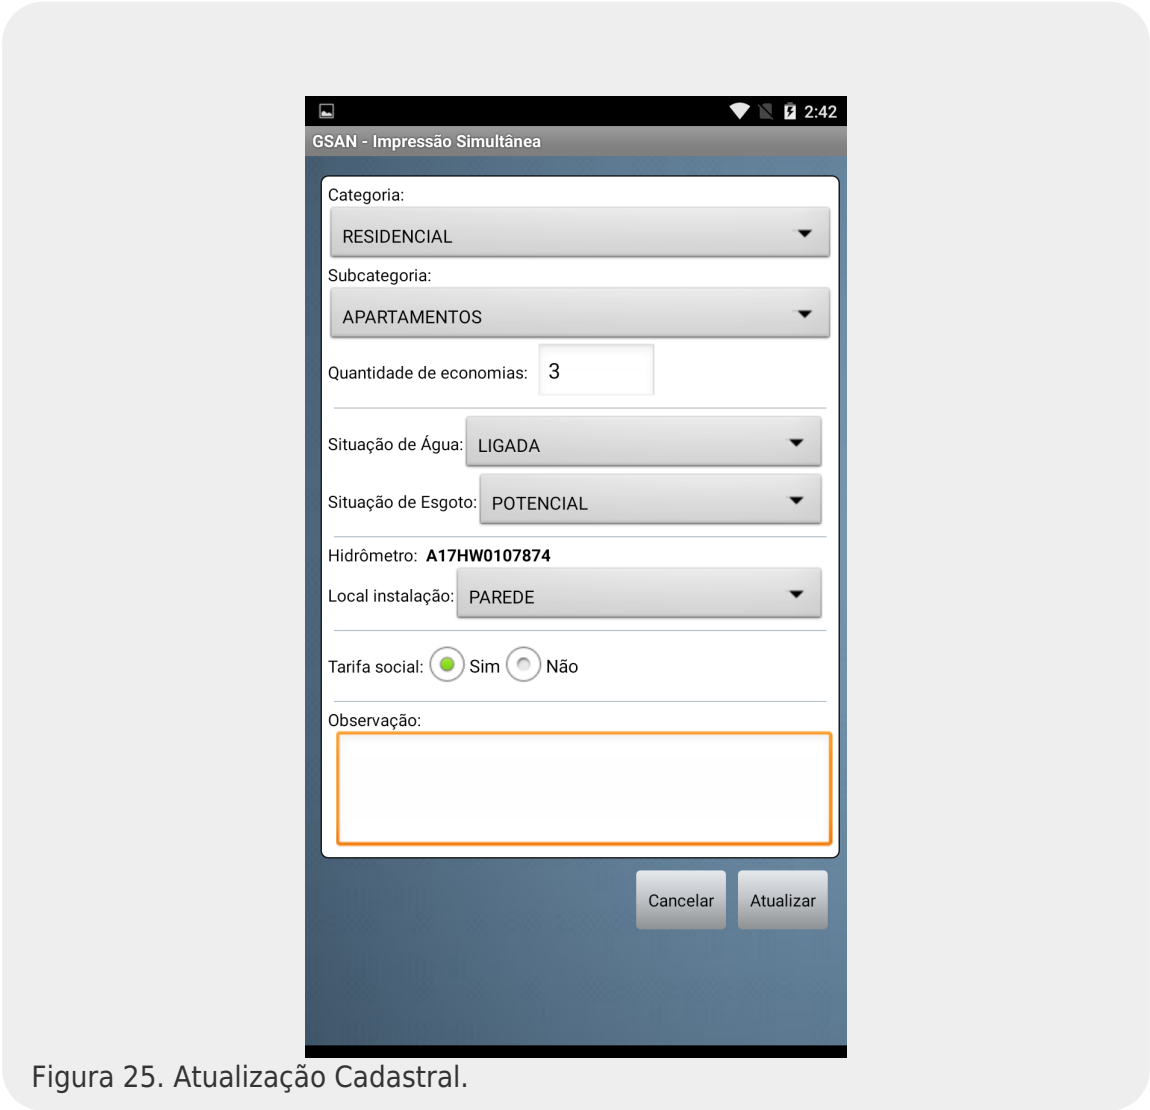 2:42
GSAN - Impressão Simultânea
Categoria:
RESIDENCIAL
Subcategoria:
APARTAMENTOS
Quantidade de economias: 3
Situação de Água: LIGADA
Situação de Esgoto: POTENCIAL
Hidrômetro: A17HW0107874
Local instalação: PAREDE
Tarifa social: Sim Não
Observação:
Cancelar Atualizar
Figura 25. Atualização Cadastral.